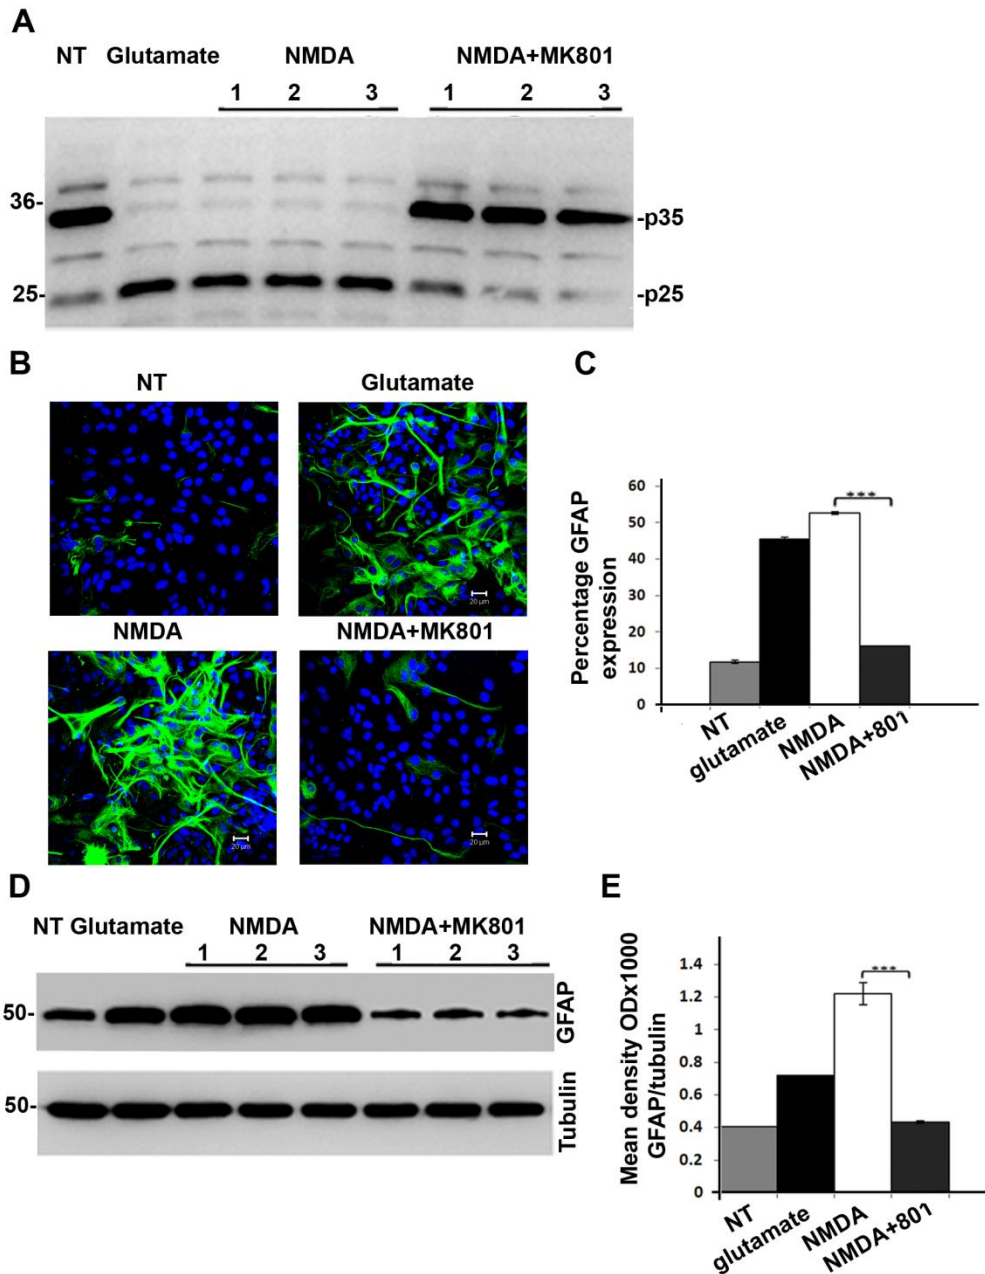 A
NT Glutamate NMDA NMDA+MK801
1 2 3 1 2 3
36-
-p35
25-
-p25
B
NT Glutamate
20 µm
NMDA NMDA+MK801
20 µm
20 µm
C
Percentage GFAP
expression
60
50
40
30
20
10
0
***
NT
glutamate
NMDA
NMDA+801
D
NT Glutamate NMDA NMDA+MK801
1 2 3 1 2 3
50-
GFAP
50-
Tubulin
E
Mean density ODx1000
GFAP/tubulin
1.4
1.2
1
0.8
0.6
0.4
0.2
0
***
NT
glutamate
NMDA
NMDA+801